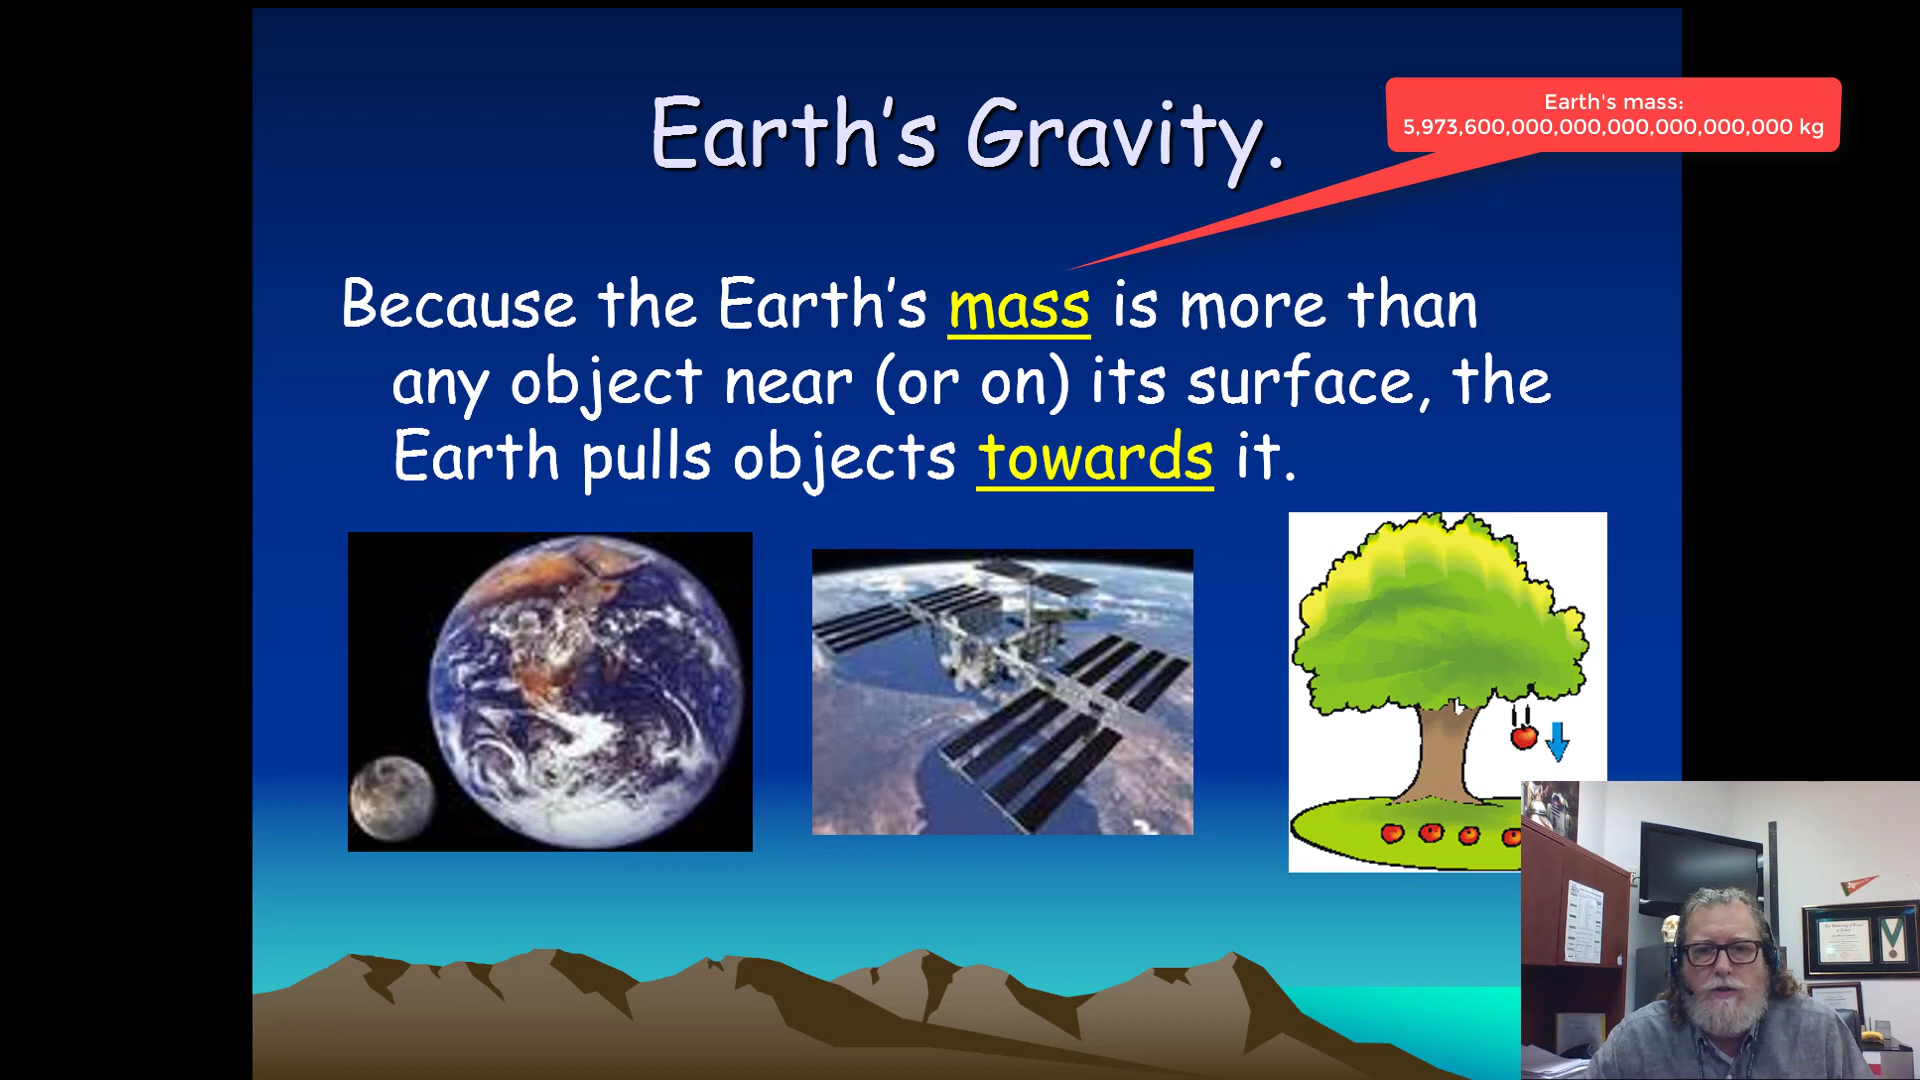 Earth's Gravity.
Earth's mass:
5,973,600,000,000,000,000,000,000 kg
Because the Earth's mass is more than
any object near (or on) its surface, the
Earth pulls objects towards it.